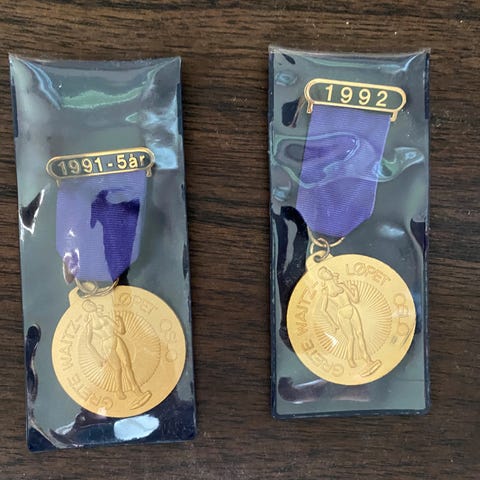 1991-5år
GRETE WAITZ-LØPET OSLO
1992
GRETE WAITZ-LØPET OSLO